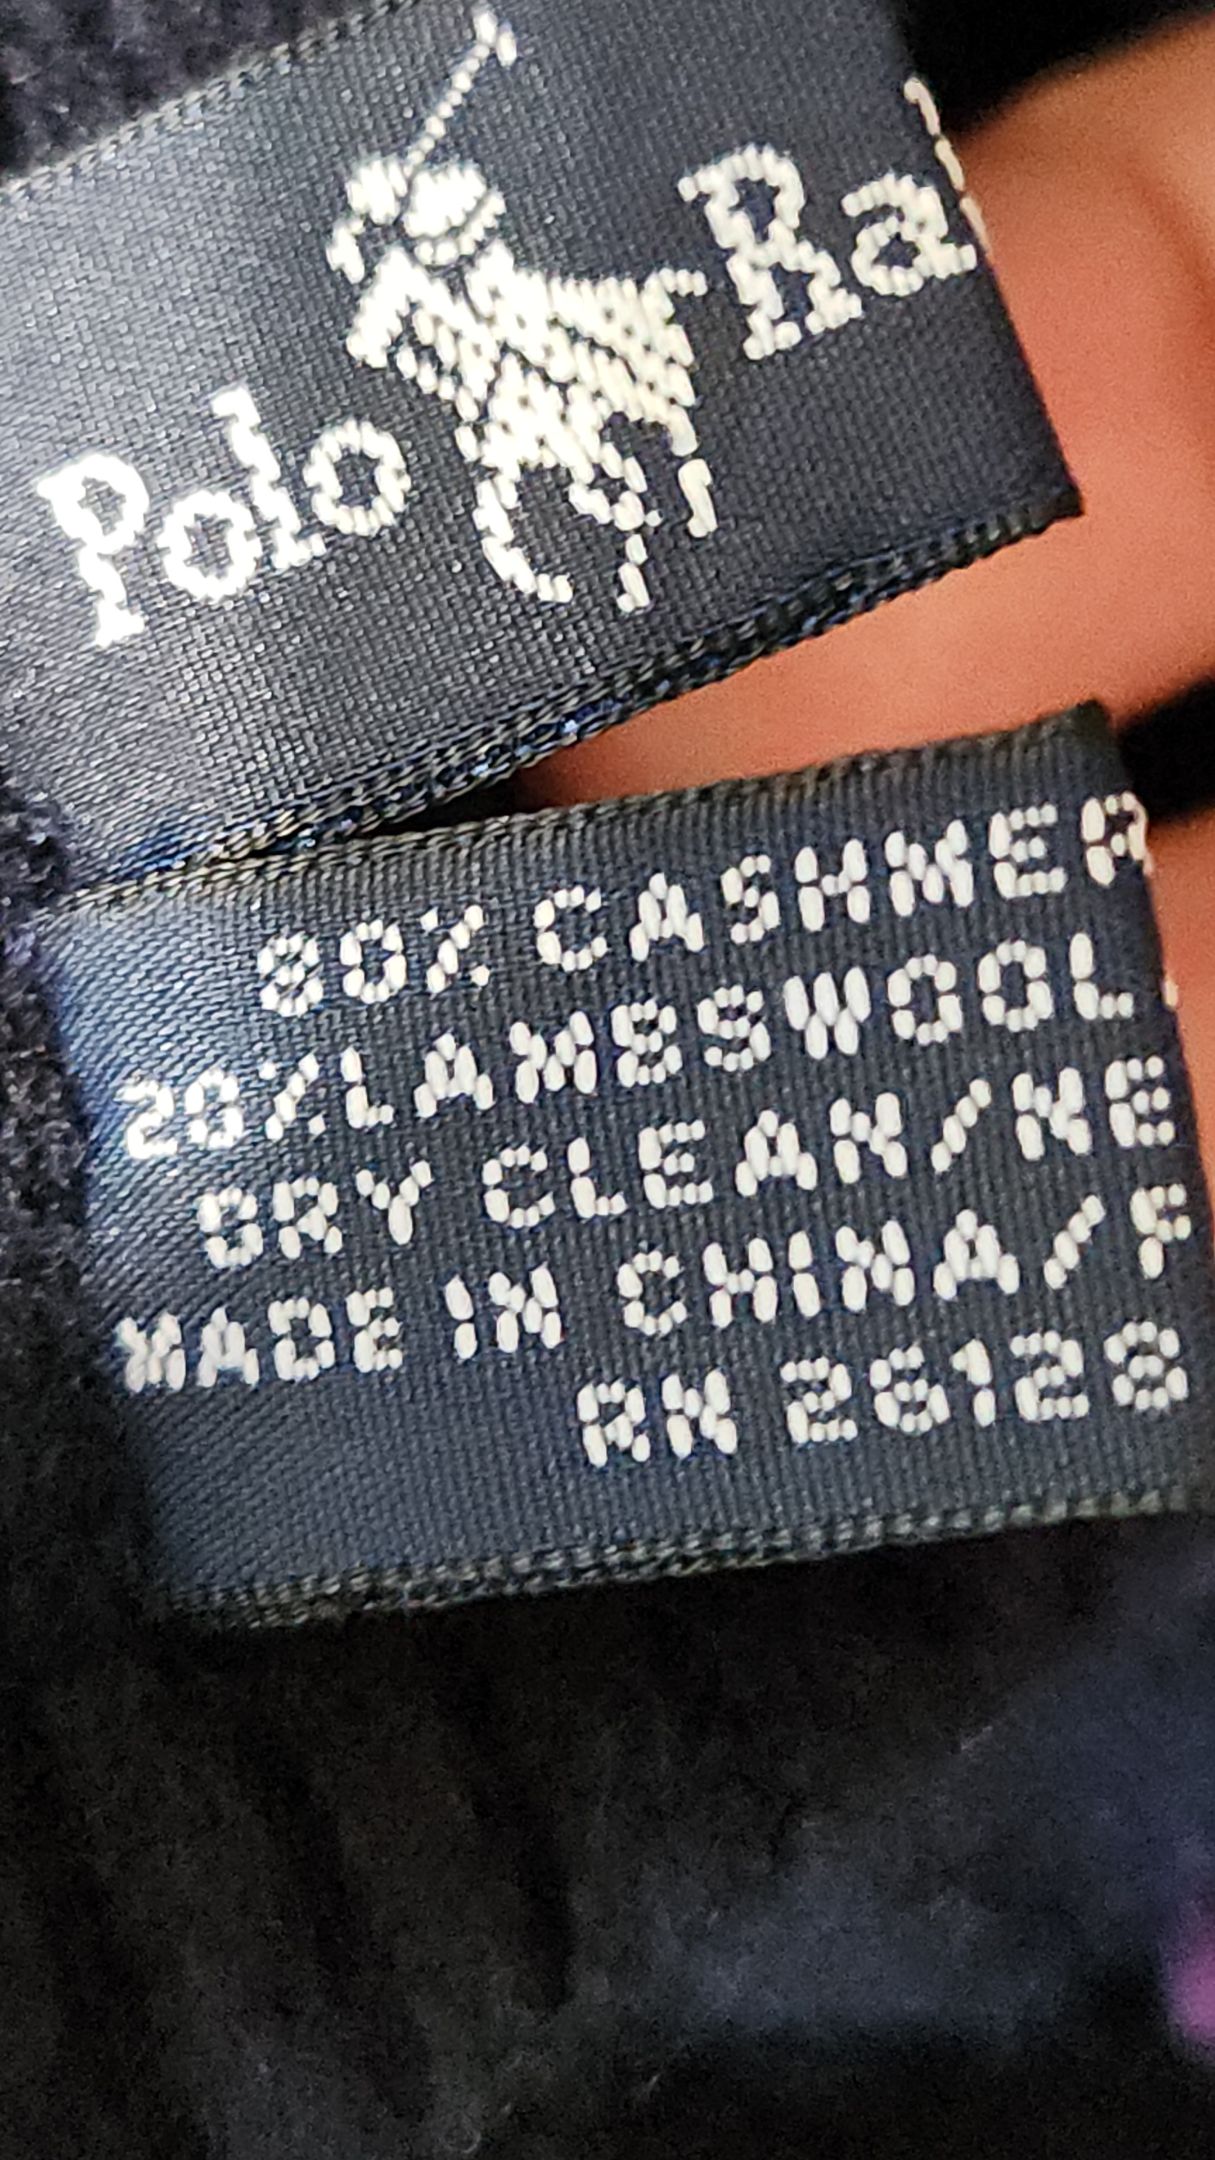 Polo Ra
80% CASHMER
20% LAMBSWOOL
DRY CLEAN/NE
MADE IN CHINA/F
RN 26128